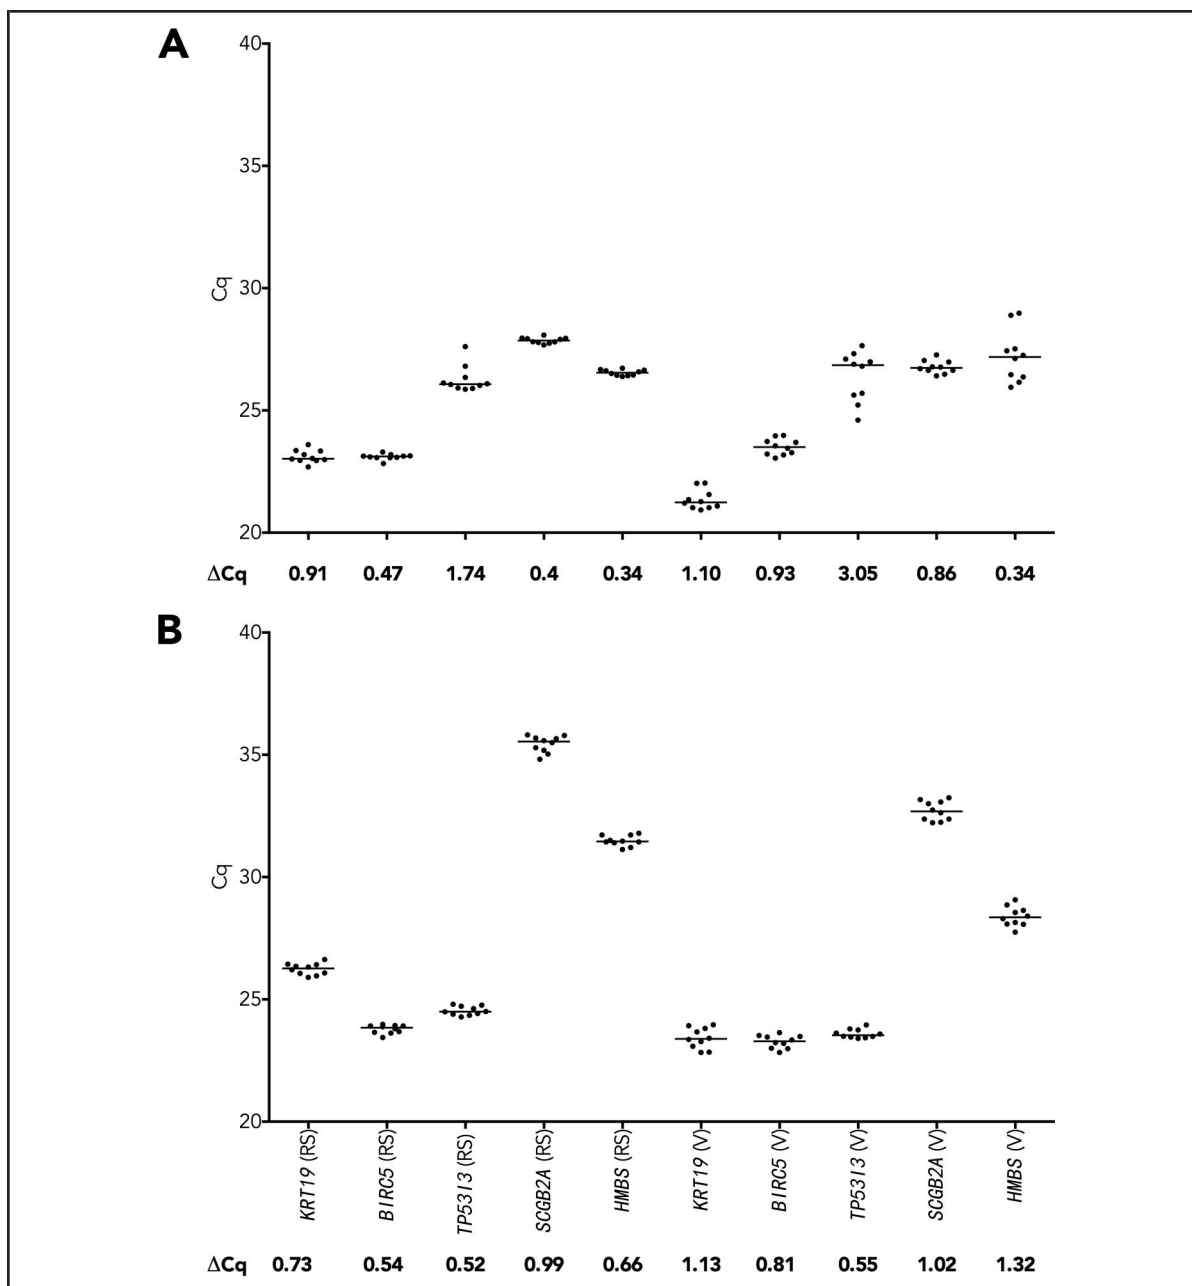 A
40
35
30
Cq
25
20
ΔCq 0.91 0.47 1.74 0.4 0.34 1.10 0.93 3.05 0.86 0.34
B
40
35
30
Cq
25
20
KRT19 (RS) BIRC5 (RS) TP53I3 (RS) SCGB2A (RS) HMBS (RS) KRT19 (V) BIRC5 (V) TP53I3 (V) SCGB2A (V) HMBS (V)
ΔCq 0.73 0.54 0.52 0.99 0.66 1.13 0.81 0.55 1.02 1.32